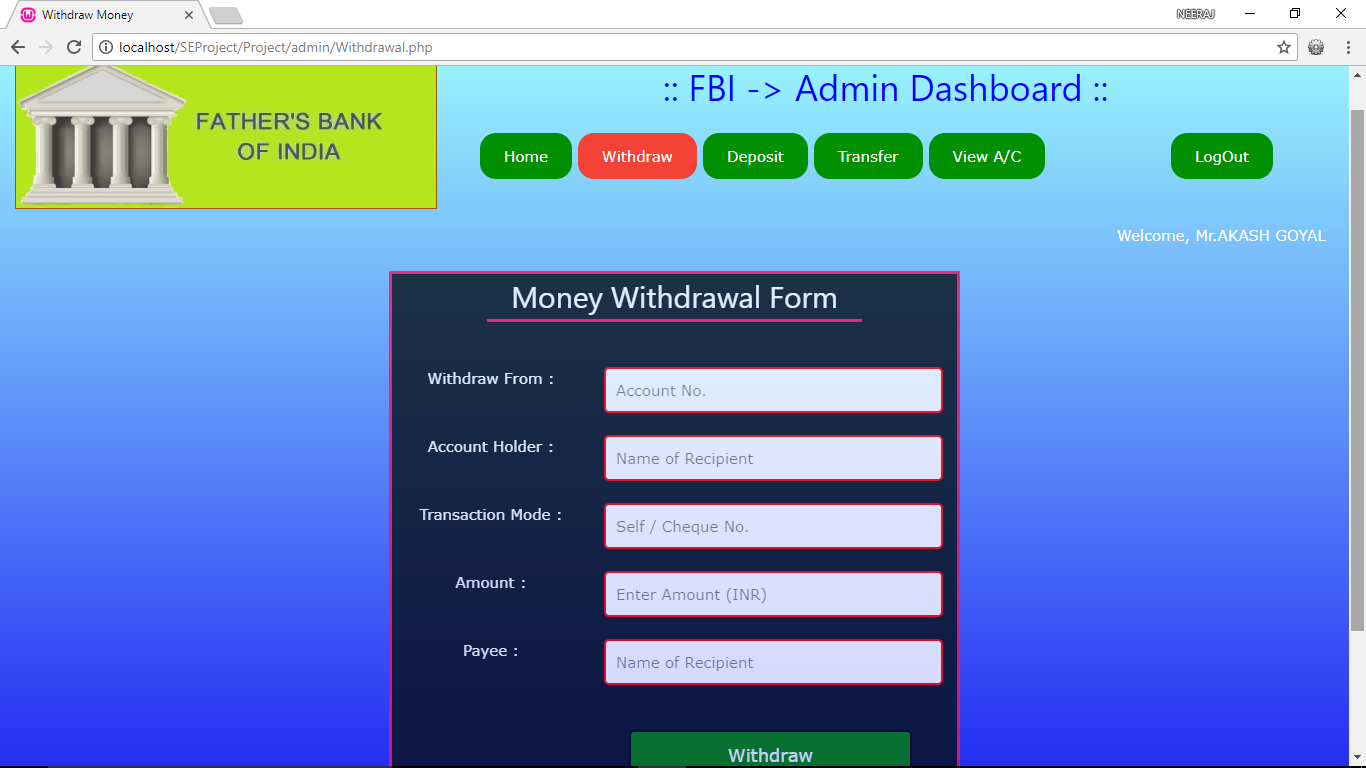 Withdraw Money
NEERAJ
localhost/SEProject/Project/admin/Withdrawal.php
FATHER'S BANK
OF INDIA
:: FBI -> Admin Dashboard ::
Home Withdraw Deposit Transfer View A/C LogOut
Welcome, Mr.AKASH GOYAL
Money Withdrawal Form
Withdraw From : Account No.
Account Holder : Name of Recipient
Transaction Mode : Self / Cheque No.
Amount : Enter Amount (INR)
Payee : Name of Recipient
Withdraw